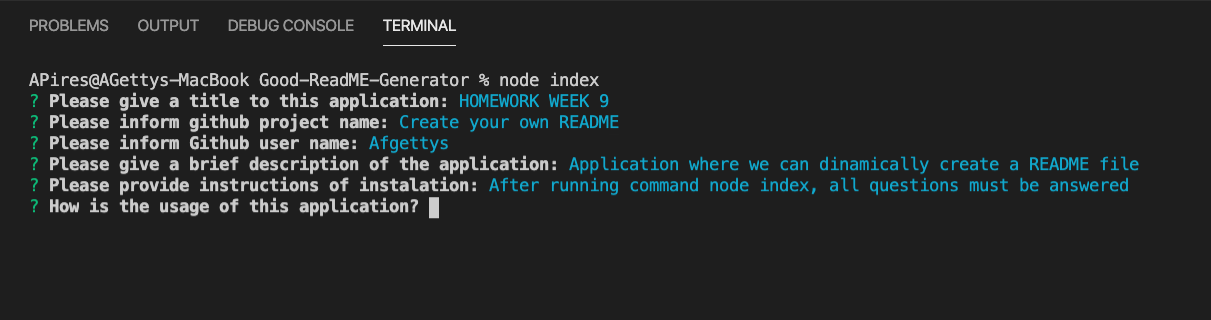 PROBLEMS OUTPUT DEBUG CONSOLE TERMINAL
APires@AGettys-MacBook Good-ReadME-Generator % node index
? Please give a title to this application: HOMEWORK WEEK 9
? Please inform github project name: Create your own README
? Please inform Github user name: Afgettys
? Please give a brief description of the application: Application where we can dinamically create a README file
? Please provide instructions of instalation: After running command node index, all questions must be answered
? How is the usage of this application?